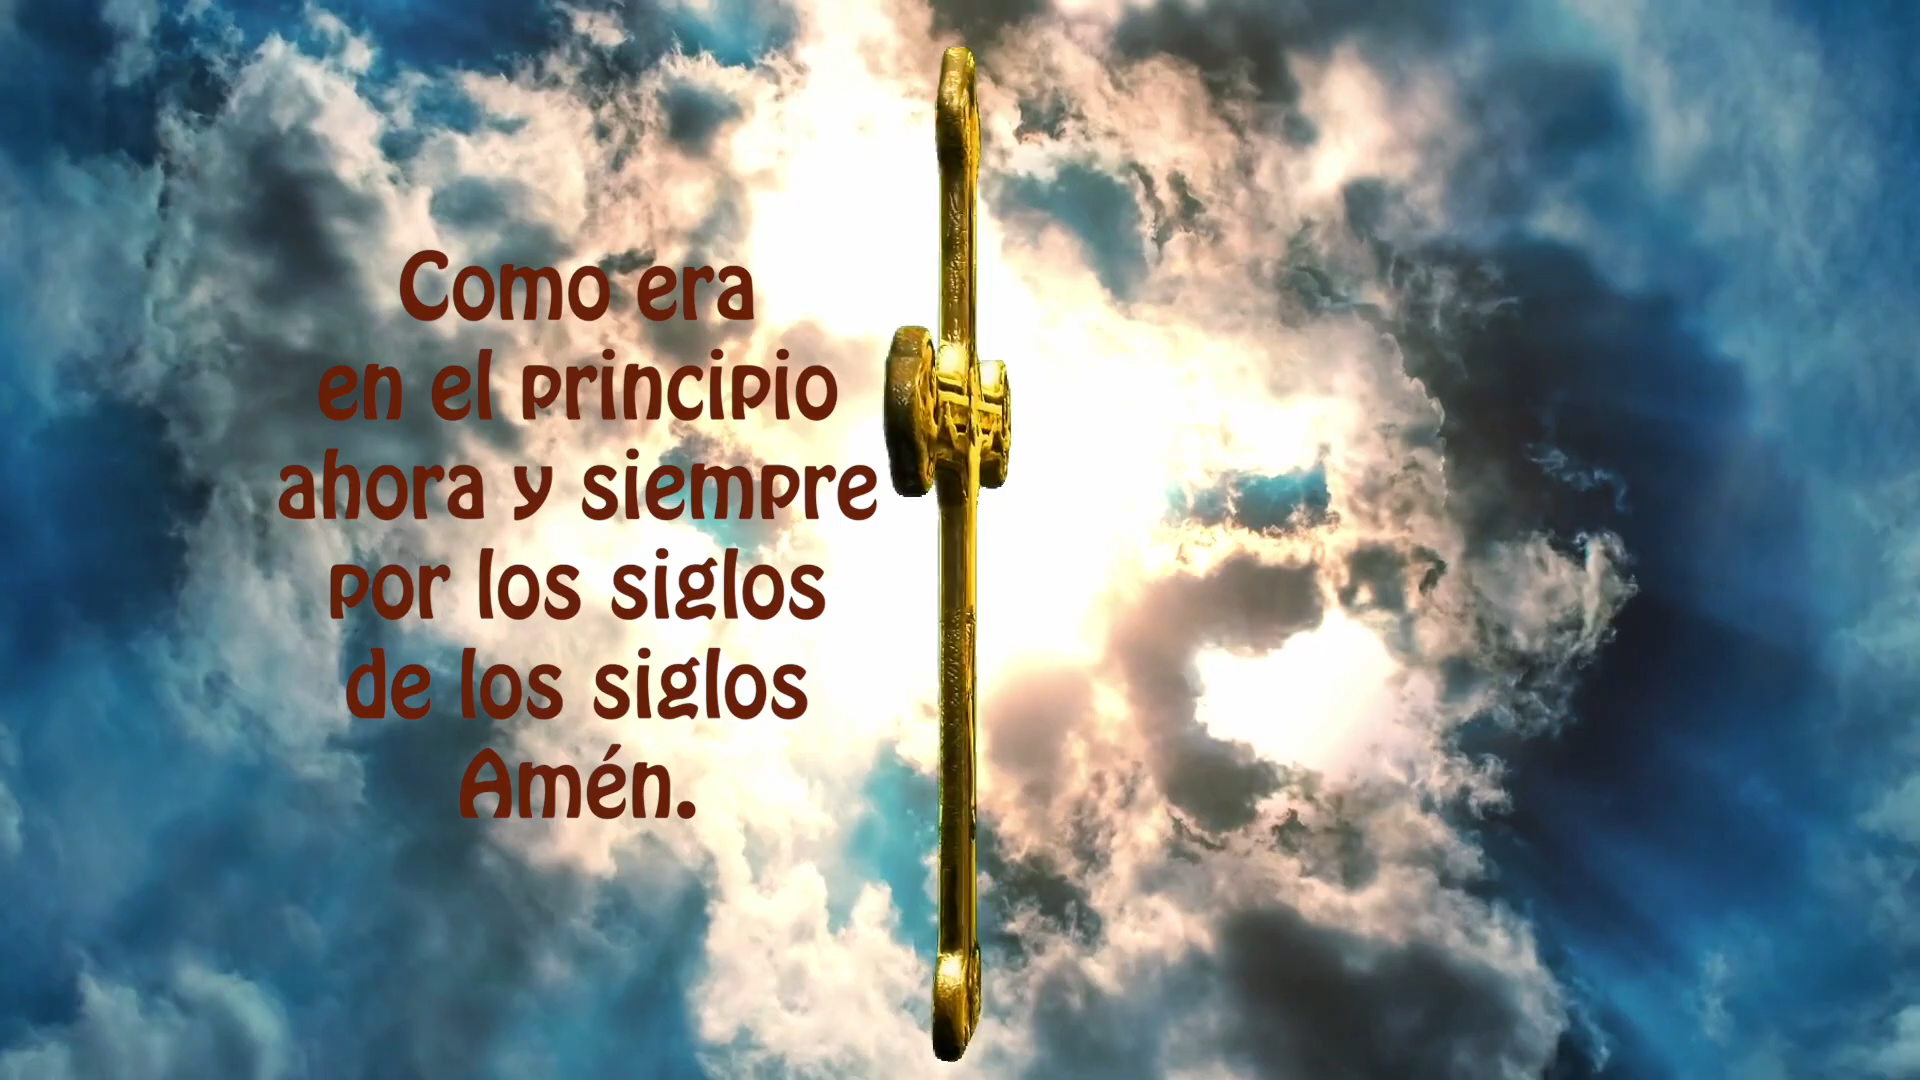 Como era
en el principio
ahora y siempre
por los siglos
de los siglos
Amén.